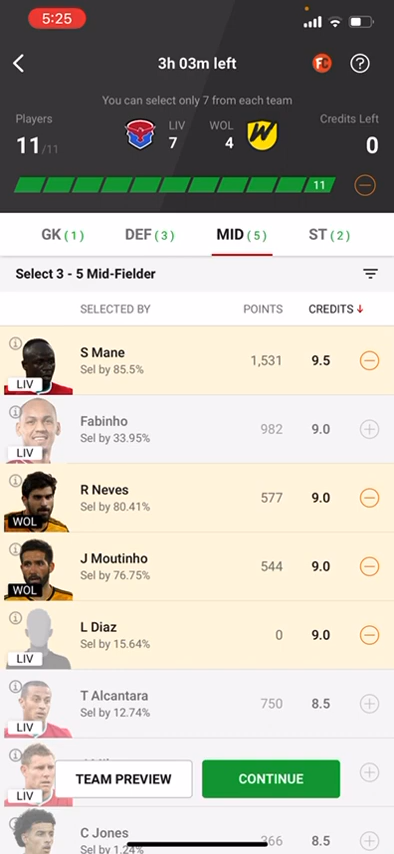 5:25
3h 03m left
FC
?
You can select only 7 from each team
Players
LIV
WOL
Credits Left
11/11
7
4
0
11
GK (1)
DEF (3)
MID (5)
ST (2)
Select 3 - 5 Mid-Fielder
SELECTED BY
POINTS
CREDITS
S Mane
Sel by 85.5%
1,531
9.5
LIV
Fabinho
Sel by 33.95%
982
9.0
LIV
R Neves
Sel by 80.41%
577
9.0
WOL
J Moutinho
Sel by 76.75%
544
9.0
WOL
L Diaz
Sel by 15.64%
0
9.0
LIV
T Alcantara
Sel by 12.74%
750
8.5
LIV
LIV
TEAM PREVIEW
CONTINUE
C Jones
Sel by 1.24%
366
8.5